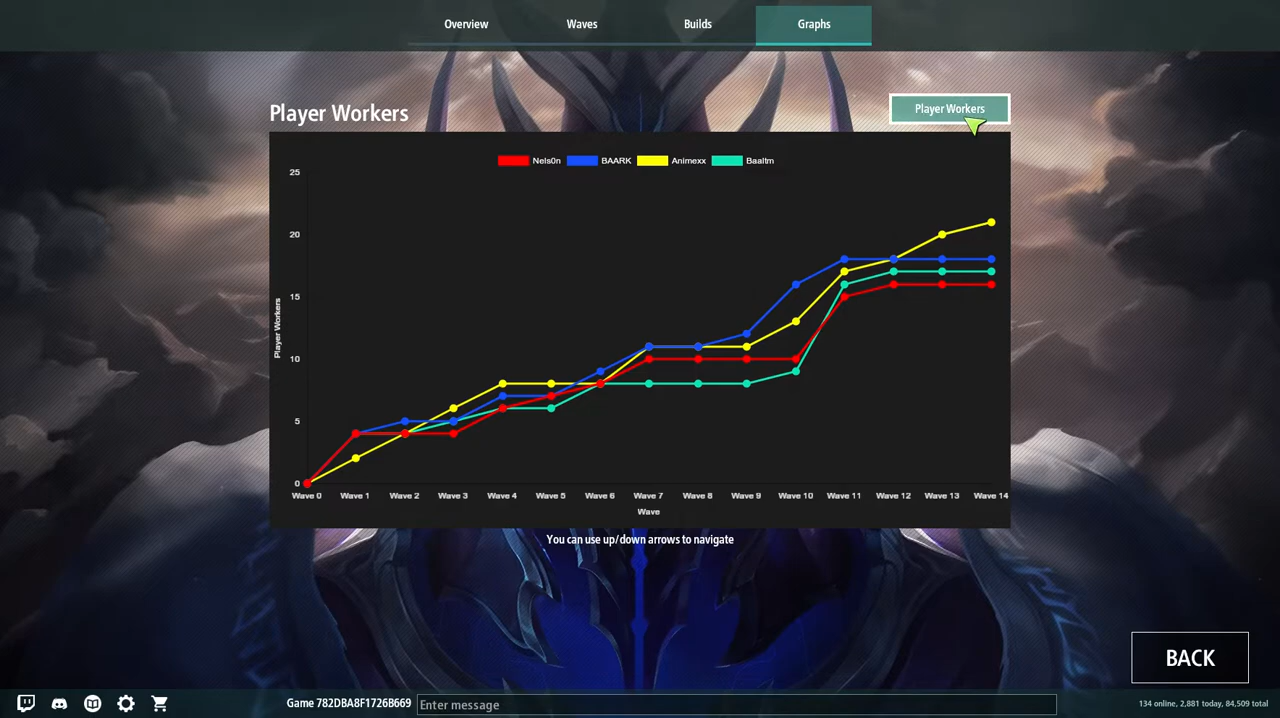 Overview Waves Builds Graphs
Player Workers
Player Workers
Nels0n BAARK Animexx Baaltm
25
20
15
10
5
0
Player Workers
Wave 0 Wave 1 Wave 2 Wave 3 Wave 4 Wave 5 Wave 6 Wave 7 Wave 8 Wave 9 Wave 10 Wave 11 Wave 12 Wave 13 Wave 14
Wave
You can use up/down arrows to navigate
BACK
Game 782DBA8F1726B669
Enter message
134 online, 2,881 today, 84,509 total